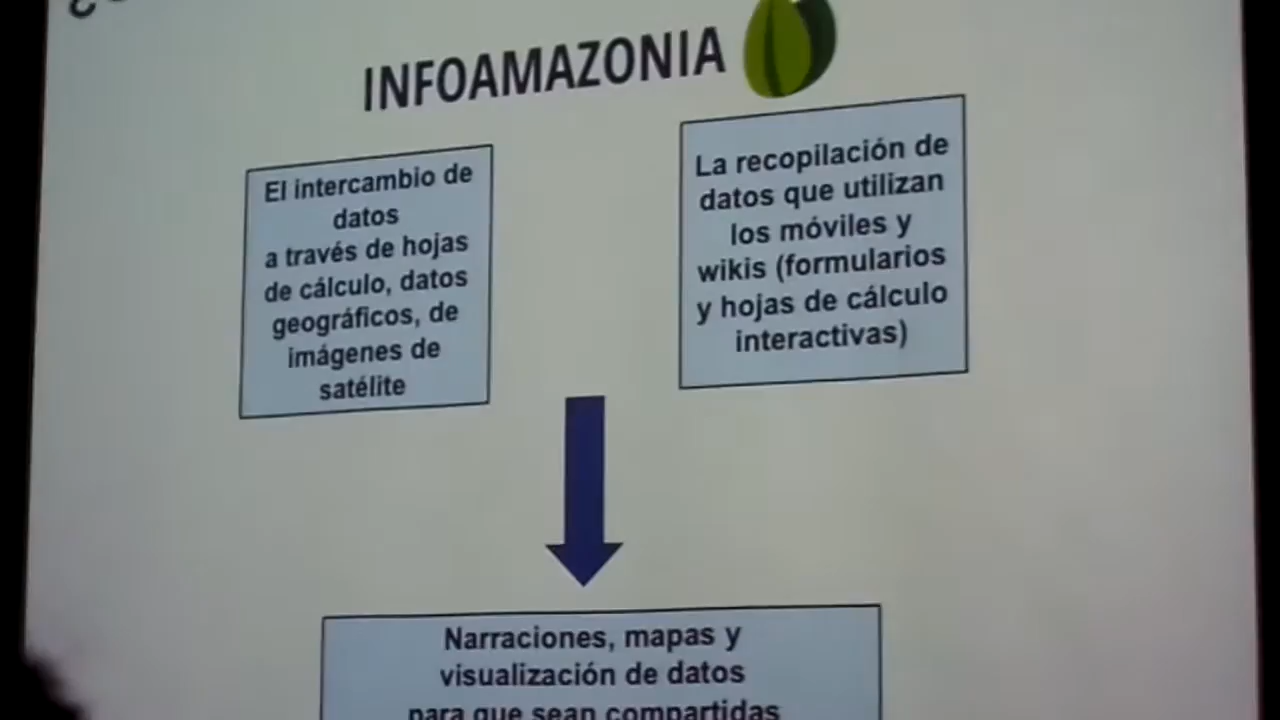 INFOAMAZONIA
El intercambio de
datos
a través de hojas
de cálculo, datos
geográficos, de
imágenes de
satélite
La recopilación de
datos que utilizan
los móviles y
wikis (formularios
y hojas de cálculo
interactivas)
Narraciones, mapas y
visualización de datos
para que sean compartidas